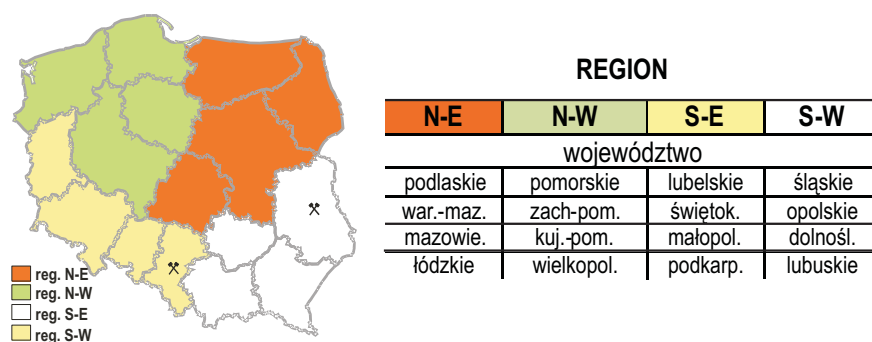 REGION
N-E N-W S-E S-W
województwo
podlaskie pomorskie lubelskie śląskie
war.-maz. zach-pom. świętok. opolskie
mazowie. kuj.-pom. małopol. dolnośl.
łódzkie wielkopol. podkarp. lubuskie
reg. N-E
reg. N-W
reg. S-E
reg. S-W